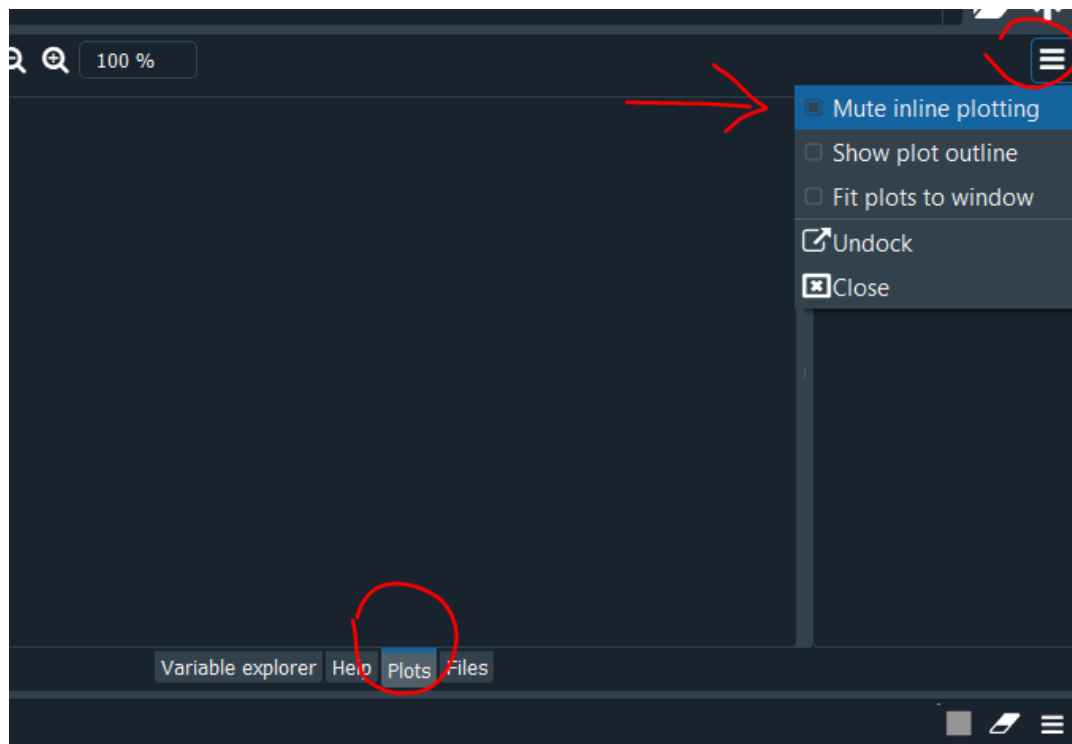 100 %
Mute inline plotting
Show plot outline
Fit plots to window
Undock
Close
Variable explorer Help Plots Files